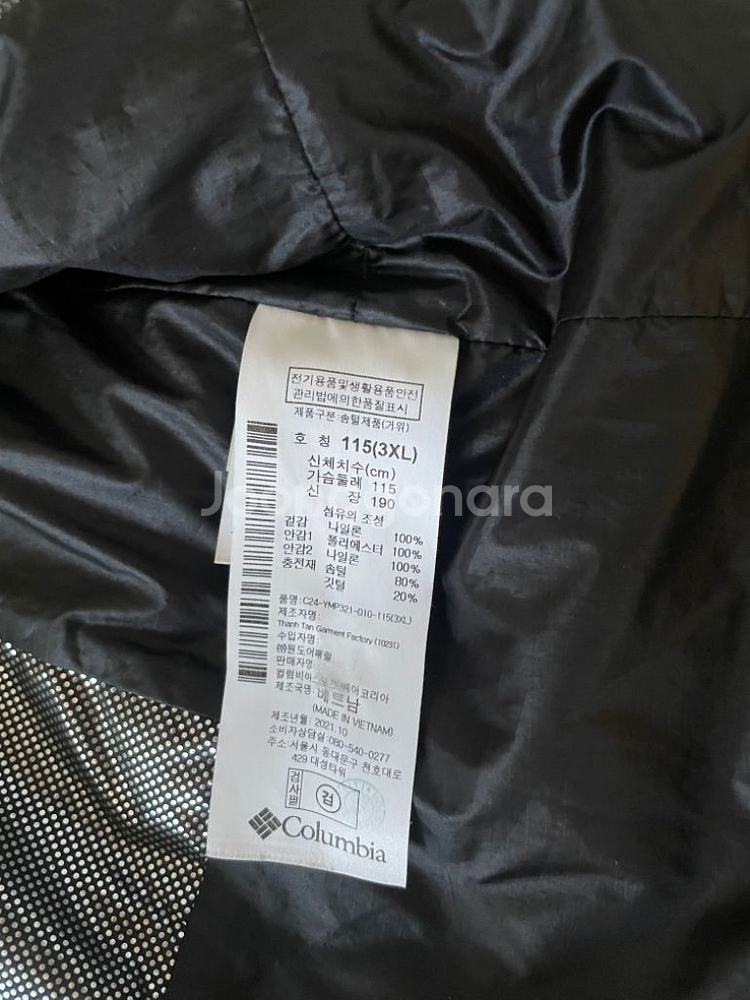 전기용품및생활용품안전
관리법에의한품질표시
제품구분:솜털제품(거위)
호 칭 115(3XL)
신체치수(cm)
가슴둘레 115
신 장 190
섬유의 조성
겉감 나일론 100%
안감1 폴리에스터 100%
안감2 나일론 100%
충전재 솜털 80%
깃털 20%
품명: C24-YMP321-010-115(3XL)
제조자명:
Thanh Tan Garment Factory (10231)
수입자명:
판매자명
제조국명: 베트남
(MADE IN VIETNAM)
제조년월: 2021.10
소비자상담실: 080-540-0277
주소:서울시 동대문구 천호대로
429 대성타워
검사필
검
Columbia
Joongonara